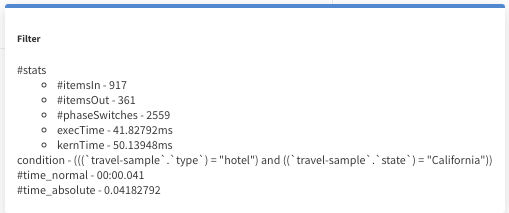 Filter
#stats
#itemsIn - 917
#itemsOut - 361
#phaseSwitches - 2559
execTime - 41.82792ms
kernTime - 50.13948ms
condition - (((`travel-sample`.`type`) = "hotel") and ((`travel-sample`.`state`) = "California"))
#time_normal - 00:00.041
#time_absolute - 0.04182792